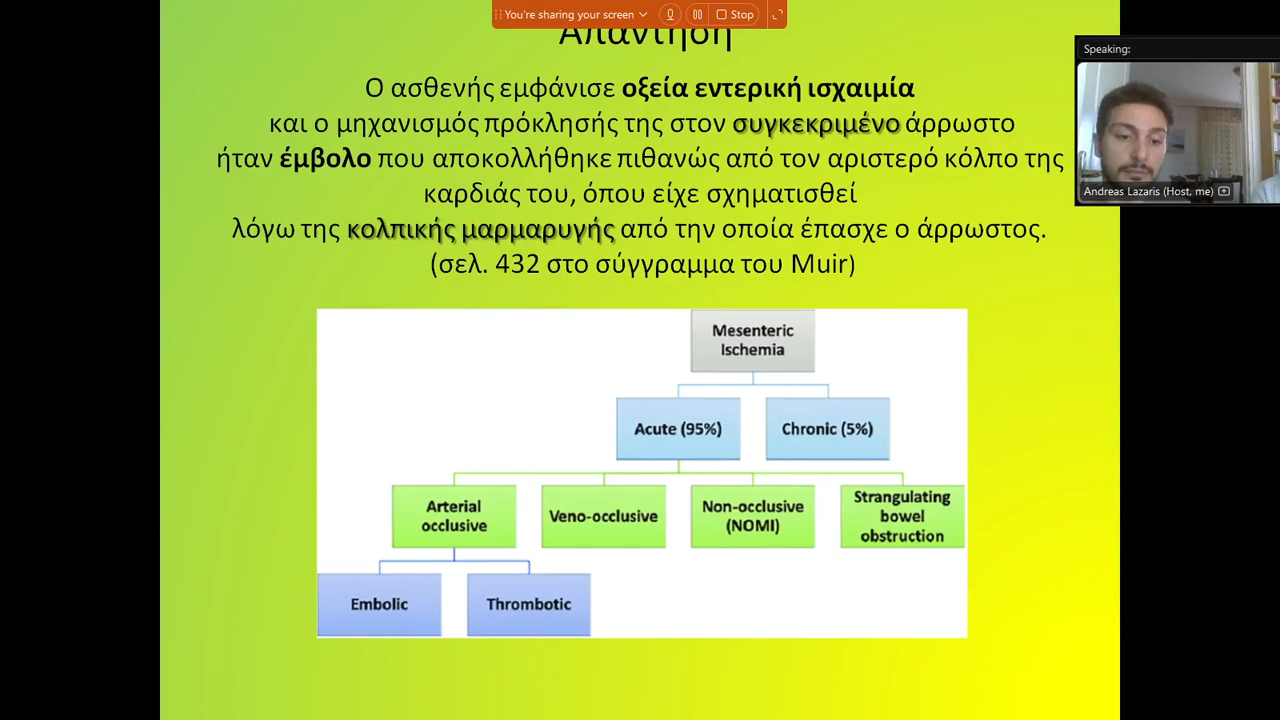 You're sharing your screen
Stop
Απάντηση
Speaking:
Ο ασθενής εμφάνισε οξεία εντερική ισχαιμία
και ο μηχανισμός πρόκλησής της στον συγκεκριμένο άρρωστο
ήταν έμβολο που αποκολλήθηκε πιθανώς από τον αριστερό κόλπο της
καρδιάς του, όπου είχε σχηματισθεί
λόγω της κολπικής μαρμαρυγής από την οποία έπασχε ο άρρωστος.
(σελ. 432 στο σύγγραμμα του Muir)
Andreas Lazaris (Host, me)
Mesenteric
Ischemia
Acute (95%)
Chronic (5%)
Arterial
occlusive
Veno-occlusive
Non-occlusive
(NOMI)
Strangulating
bowel
obstruction
Embolic
Thrombotic